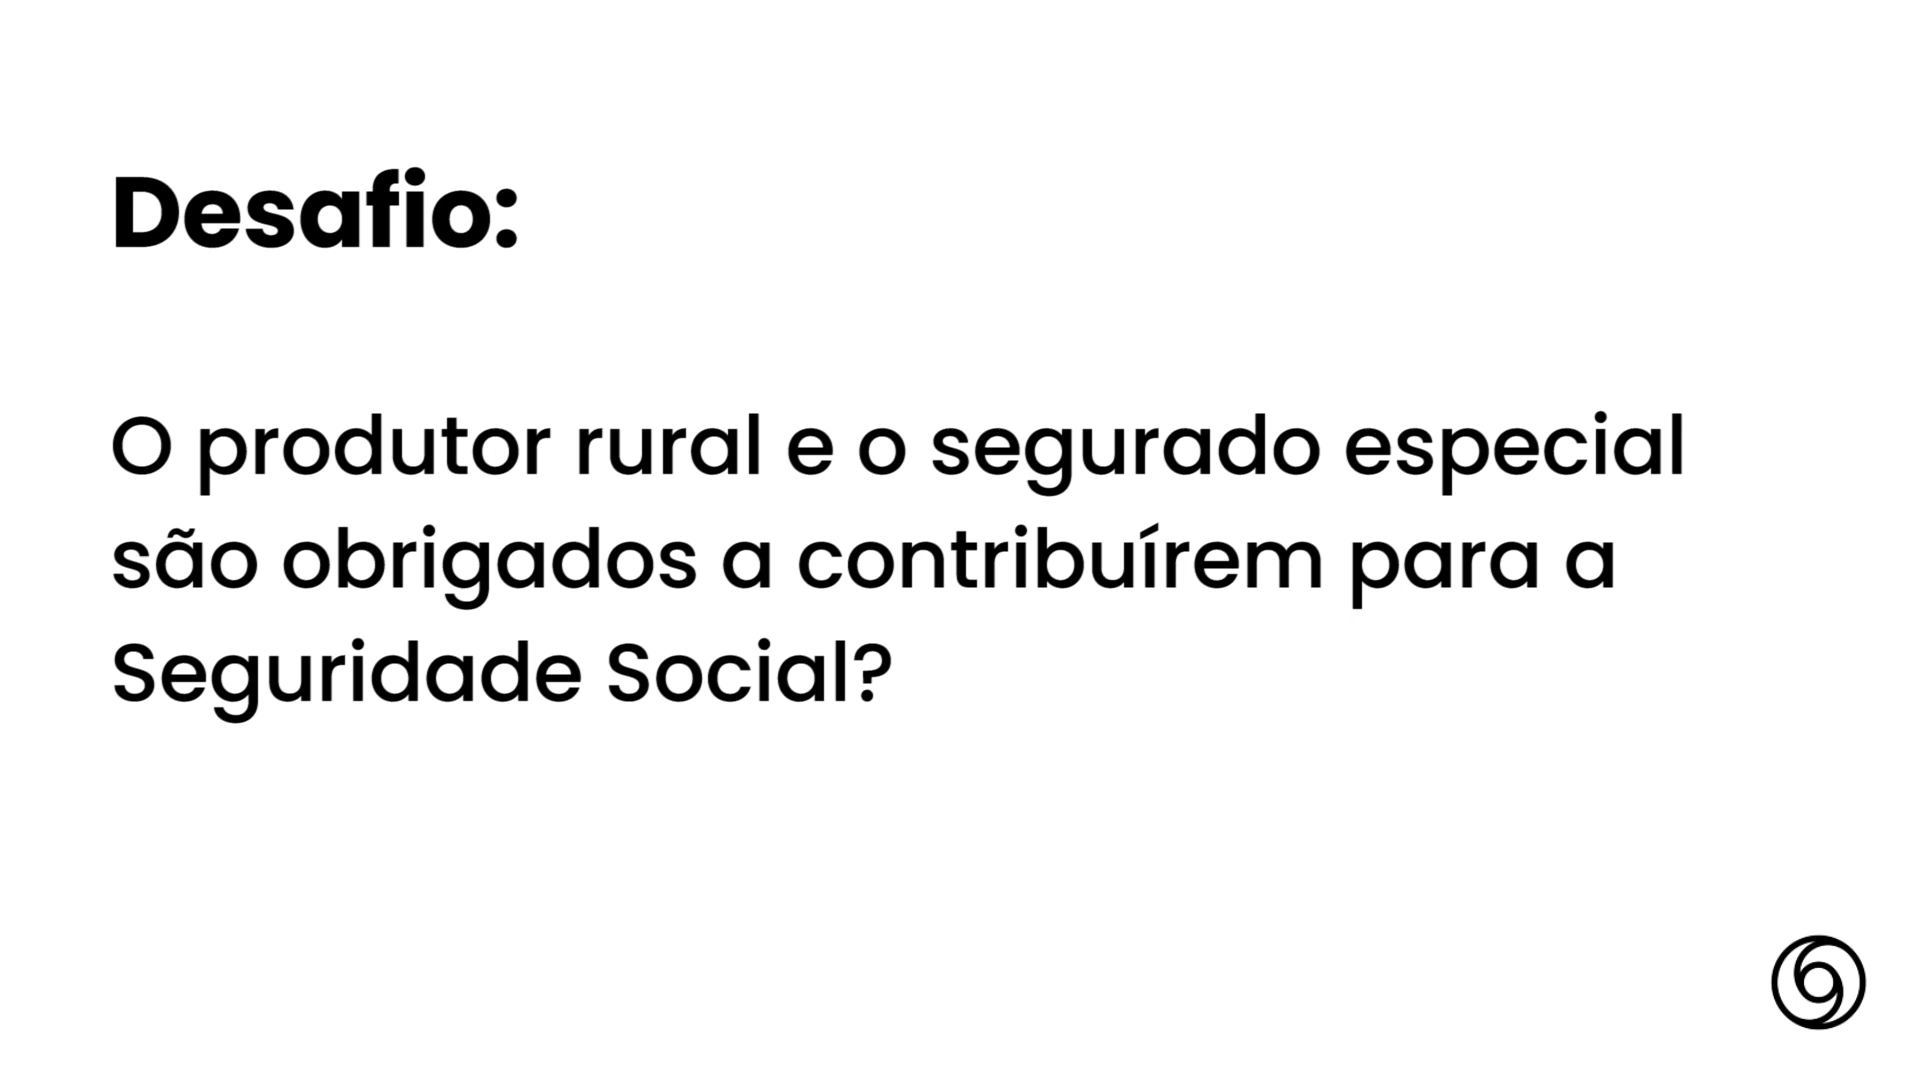 Desafio:
O produtor rural e o segurado especial
são obrigados a contribuírem para a
Seguridade Social?